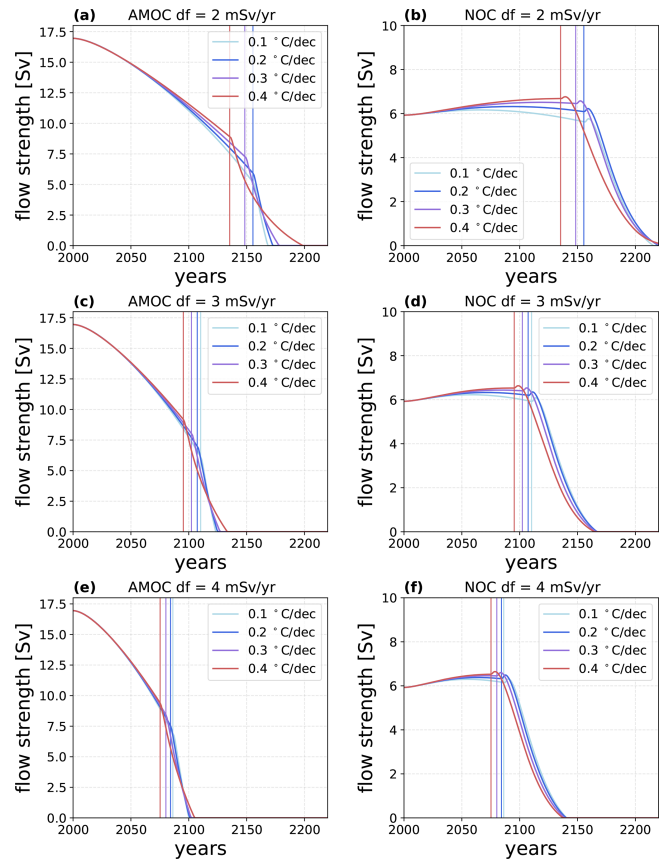 (a) AMOC df = 2 mSv/yr
flow strength [Sv]
17.5
15.0
12.5
10.0
7.5
5.0
2.5
0.0
0.1 °C/dec
0.2 °C/dec
0.3 °C/dec
0.4 °C/dec
2000 2050 2100 2150 2200
years
(b) NOC df = 2 mSv/yr
flow strength [Sv]
10
8
6
4
2
0
0.1 °C/dec
0.2 °C/dec
0.3 °C/dec
0.4 °C/dec
2000 2050 2100 2150 2200
years
(c) AMOC df = 3 mSv/yr
flow strength [Sv]
17.5
15.0
12.5
10.0
7.5
5.0
2.5
0.0
0.1 °C/dec
0.2 °C/dec
0.3 °C/dec
0.4 °C/dec
2000 2050 2100 2150 2200
years
(d) NOC df = 3 mSv/yr
flow strength [Sv]
10
8
6
4
2
0
0.1 °C/dec
0.2 °C/dec
0.3 °C/dec
0.4 °C/dec
2000 2050 2100 2150 2200
years
(e) AMOC df = 4 mSv/yr
flow strength [Sv]
17.5
15.0
12.5
10.0
7.5
5.0
2.5
0.0
0.1 °C/dec
0.2 °C/dec
0.3 °C/dec
0.4 °C/dec
2000 2050 2100 2150 2200
years
(f) NOC df = 4 mSv/yr
flow strength [Sv]
10
8
6
4
2
0
0.1 °C/dec
0.2 °C/dec
0.3 °C/dec
0.4 °C/dec
2000 2050 2100 2150 2200
years